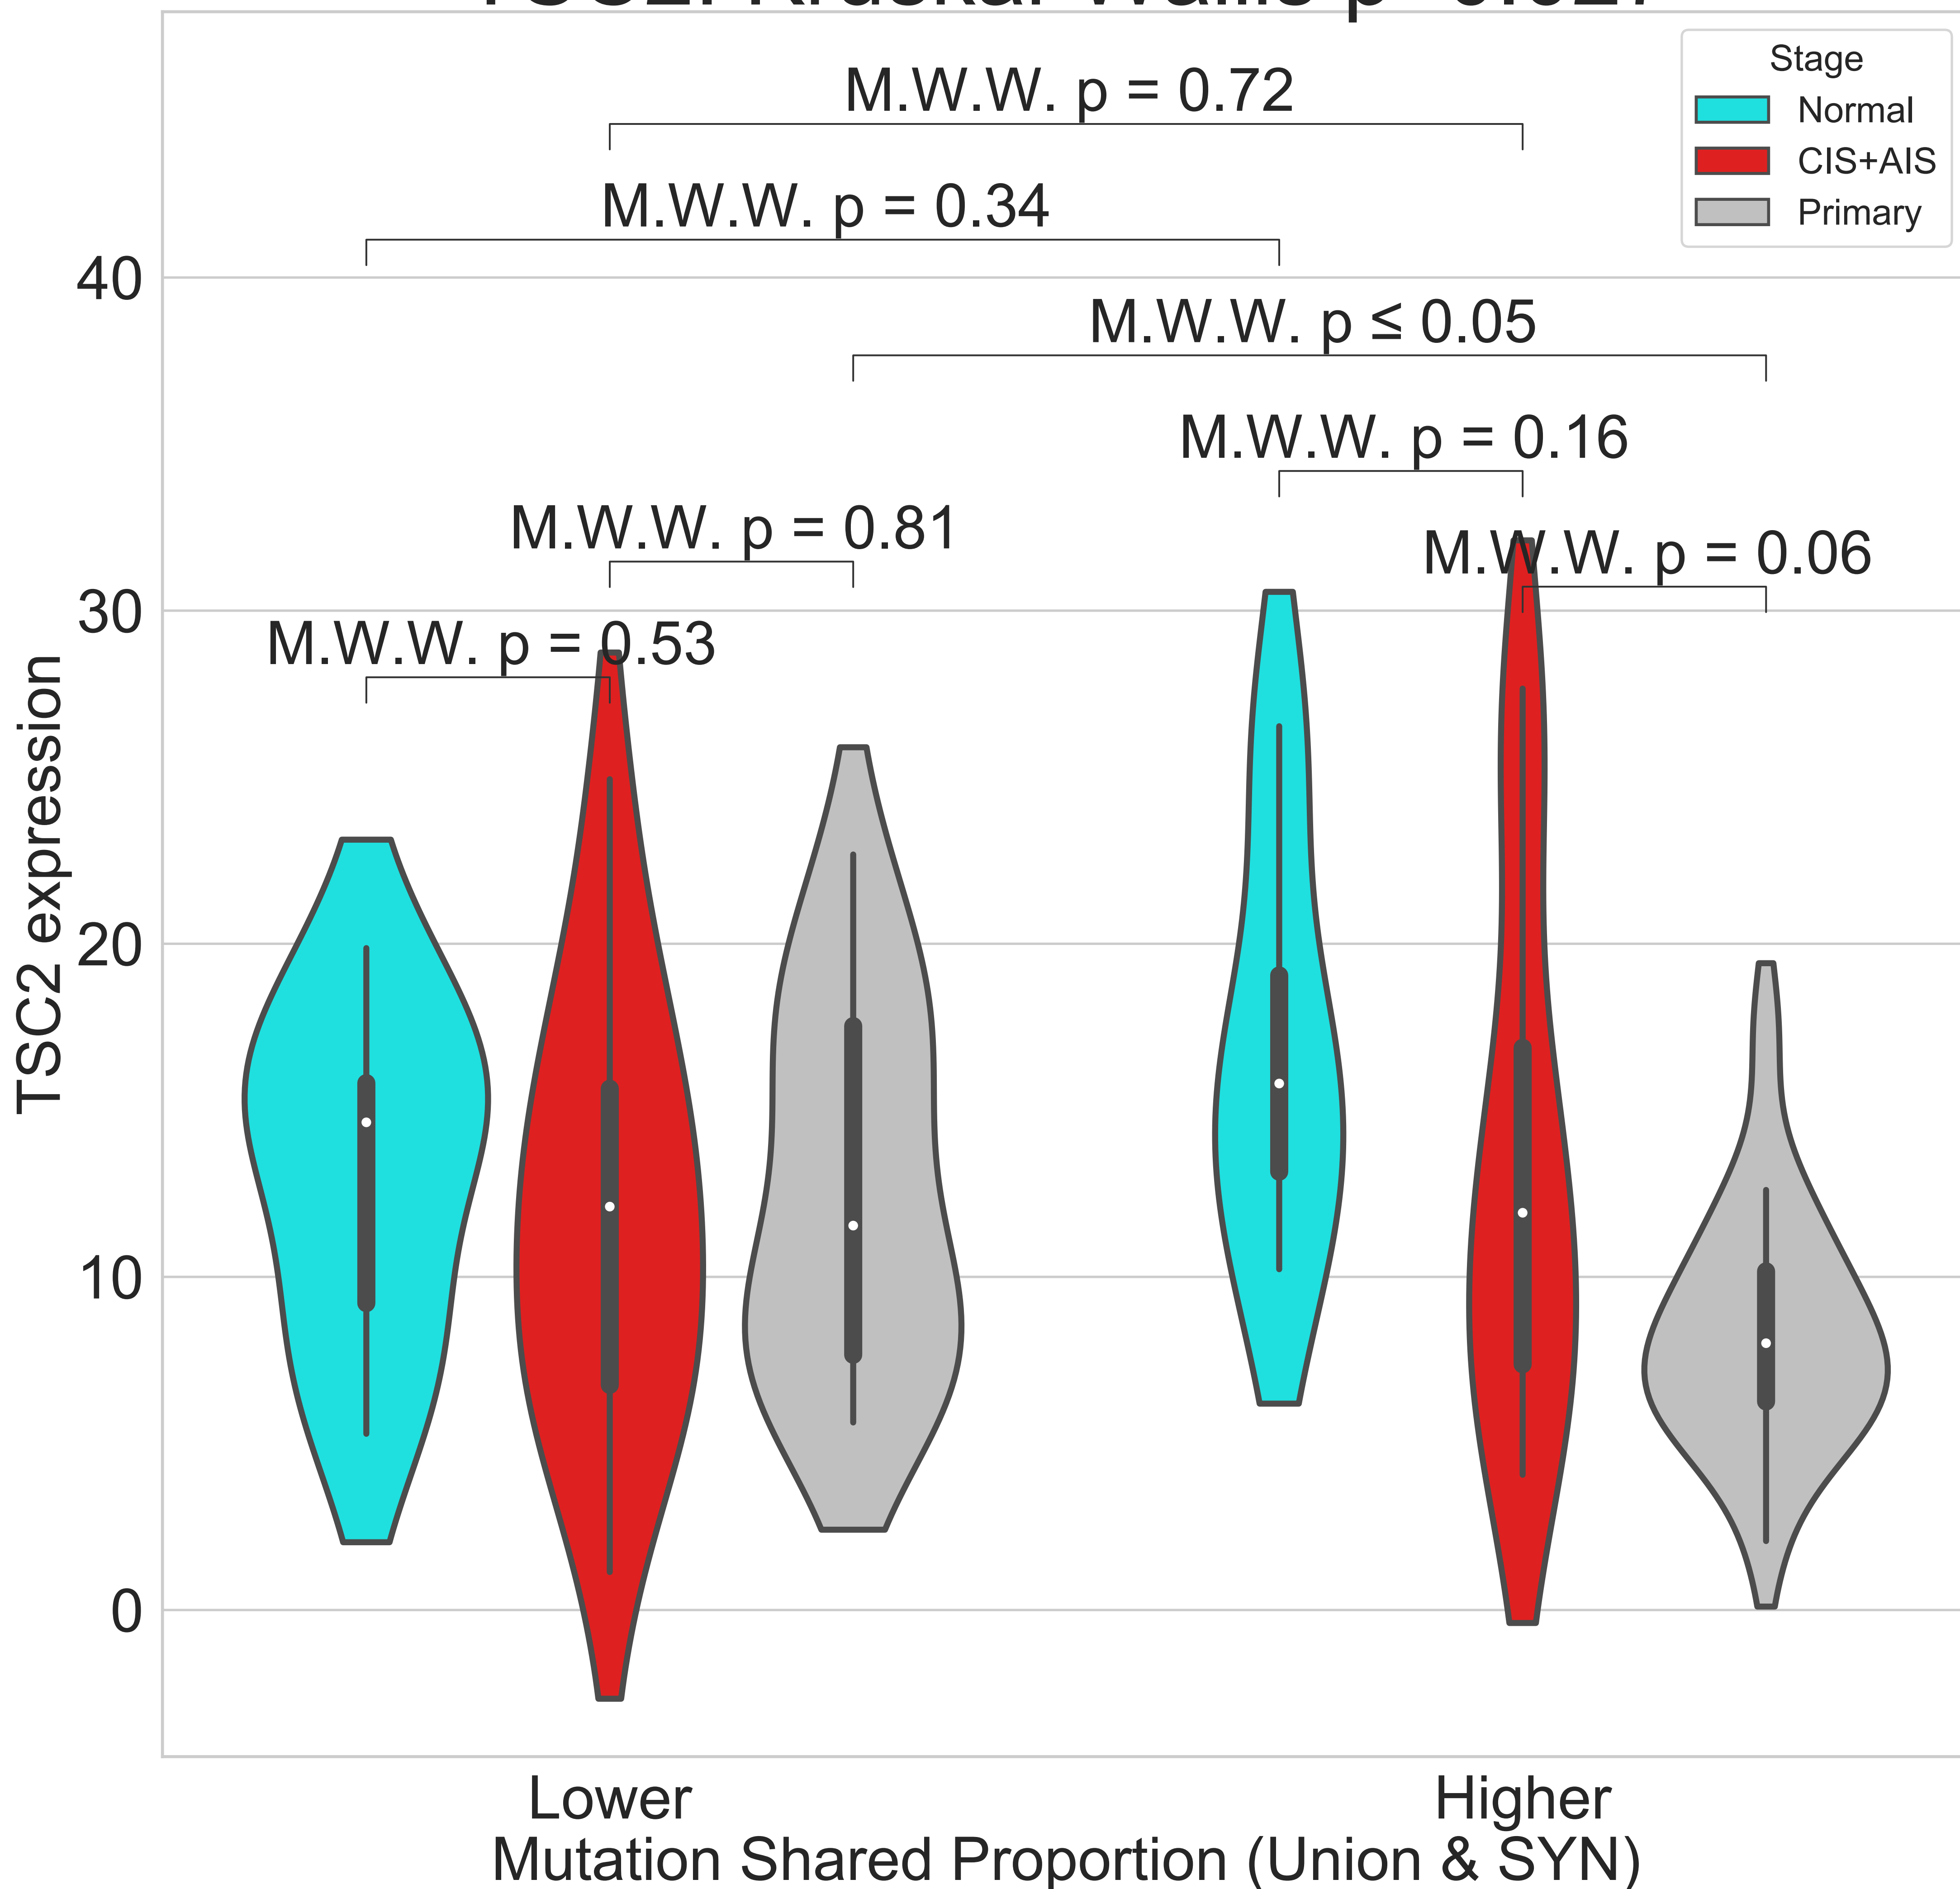 Stage
Normal
CIS+AIS
Primary
M.W.W. p = 0.72
M.W.W. p = 0.34
M.W.W. p ≤ 0.05
M.W.W. p = 0.16
M.W.W. p = 0.81
M.W.W. p = 0.06
M.W.W. p = 0.53
40
30
20
10
0
TSC2 expression
Lower
Higher
Mutation Shared Proportion (Union & SYN)